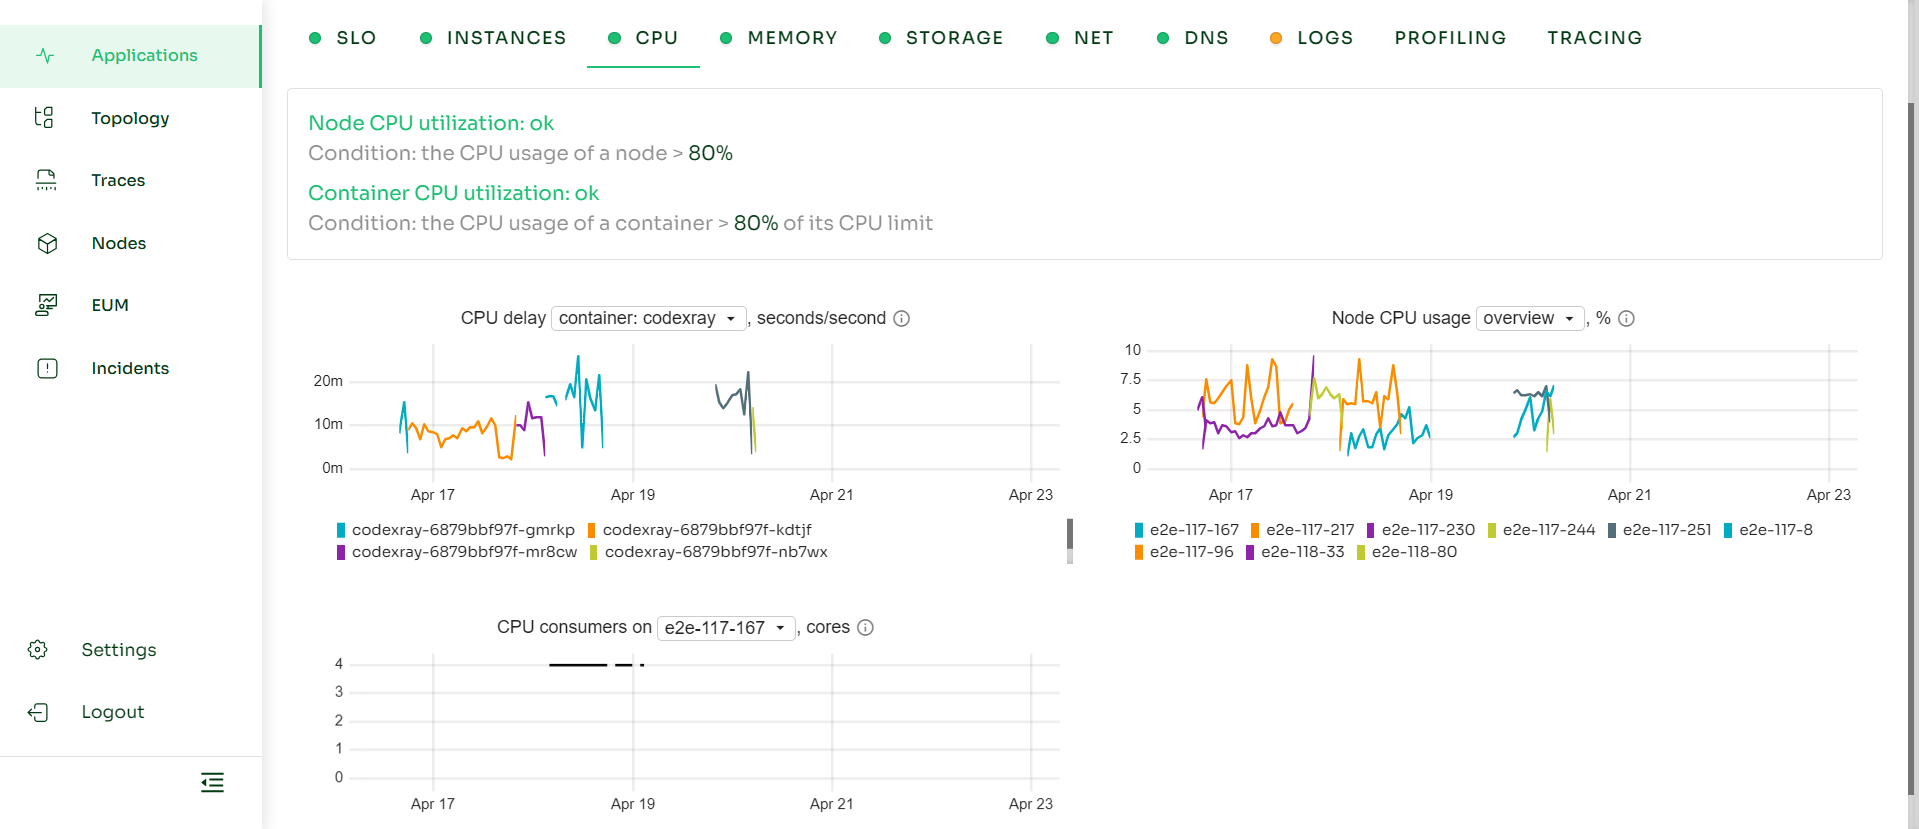 Applications
Topology
Traces
Nodes
EUM
Incidents
Settings
Logout
SLO INSTANCES CPU MEMORY STORAGE NET DNS LOGS PROFILING TRACING
Node CPU utilization: ok
Condition: the CPU usage of a node > 80%
Container CPU utilization: ok
Condition: the CPU usage of a container > 80% of its CPU limit
CPU delay container: codexray , seconds/second
20m
10m
0m
Apr 17 Apr 19 Apr 21 Apr 23
codexray-6879bbf97f-gmrkp codexray-6879bbf97f-kdtjf
codexray-6879bbf97f-mr8cw codexray-6879bbf97f-nb7wx
Node CPU usage overview , %
10
7.5
5
2.5
0
Apr 17 Apr 19 Apr 21 Apr 23
e2e-117-167 e2e-117-217 e2e-117-230 e2e-117-244 e2e-117-251 e2e-117-8
e2e-117-96 e2e-118-33 e2e-118-80
CPU consumers on e2e-117-167 , cores
4
3
2
1
0
Apr 17 Apr 19 Apr 21 Apr 23